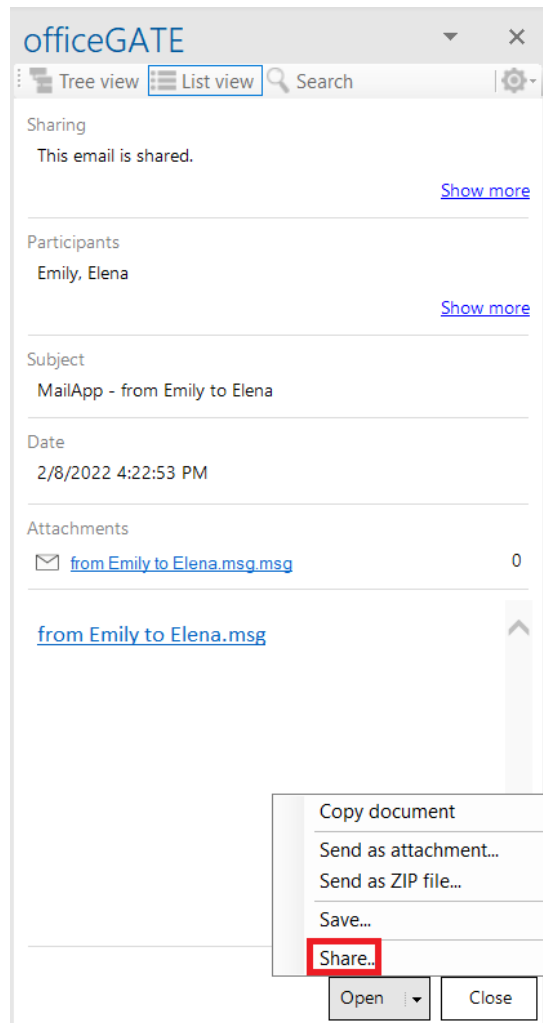 officeGATE
Tree view List view Search
Sharing
This email is shared.
Show more
Participants
Emily, Elena
Show more
Subject
MailApp - from Emily to Elena
Date
2/8/2022 4:22:53 PM
Attachments
from Emily to Elena.msg.msg 0
from Emily to Elena.msg
Copy document
Send as attachment...
Send as ZIP file...
Save...
Share..
Open Close